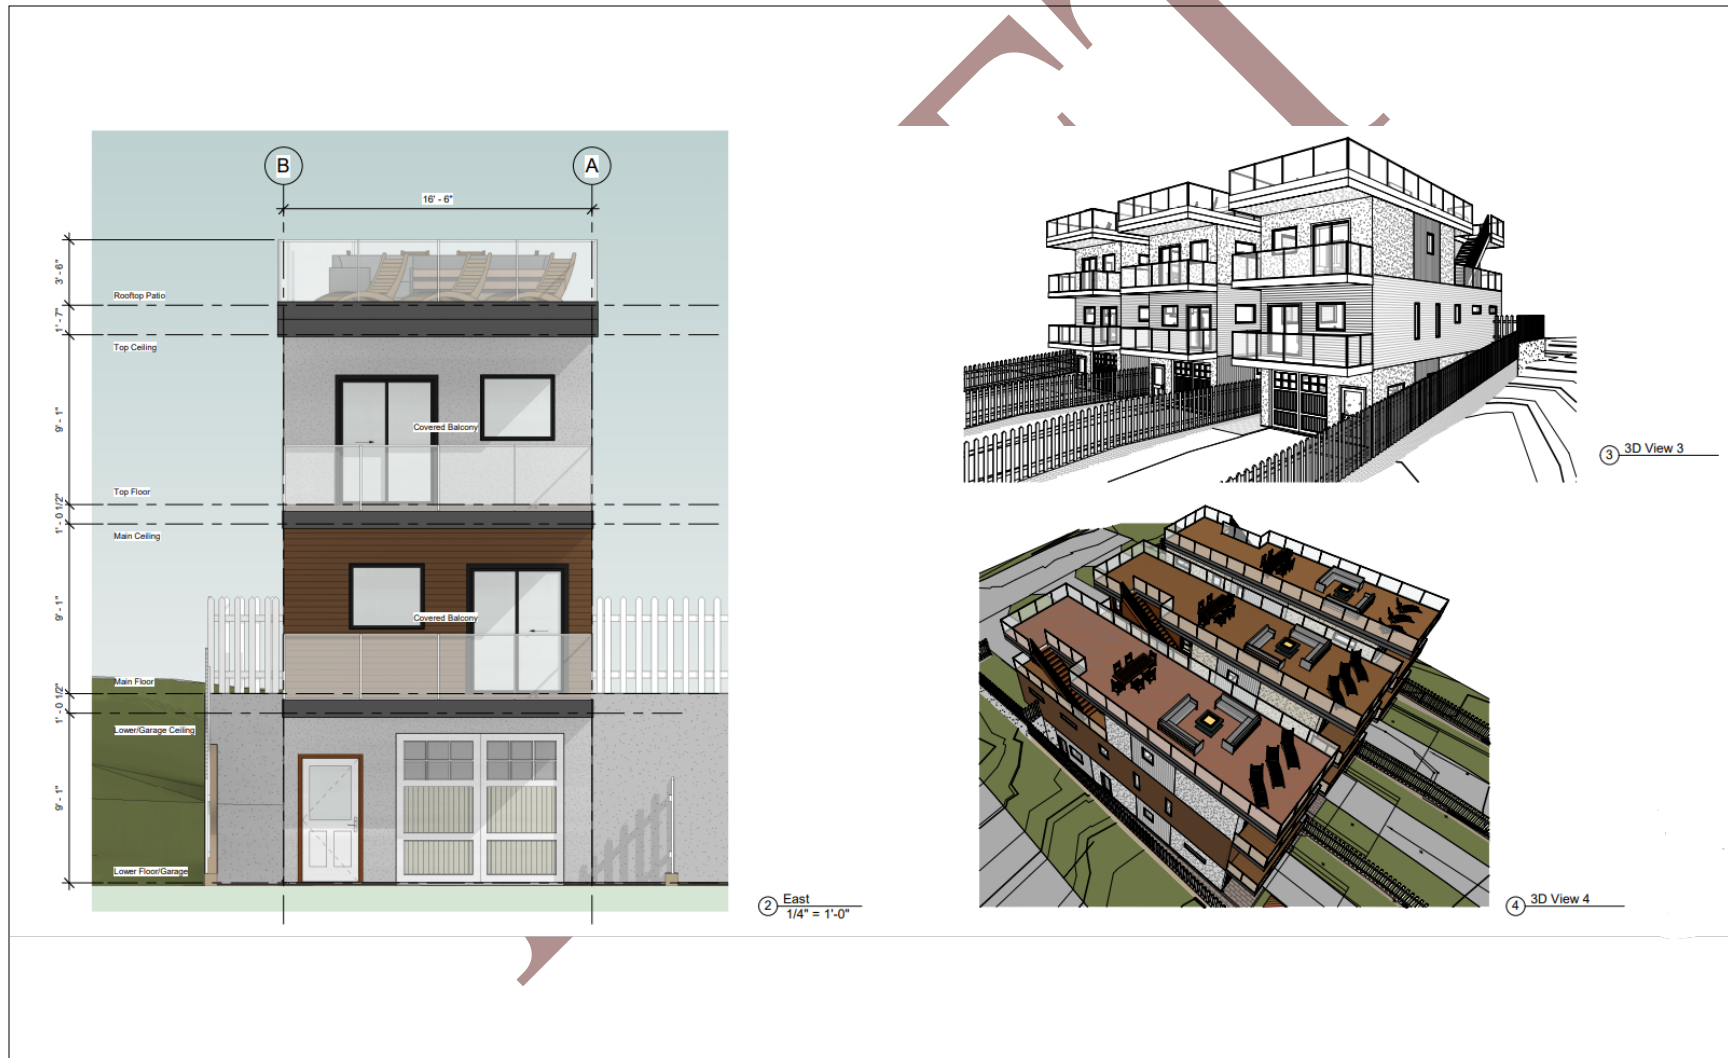 B
A
16' - 6"
3' - 6"
Rooftop Patio
1' - 7"
Top Ceiling
9' - 1"
Covered Balcony
Top Floor
1' - 0 1/2"
Main Ceiling
9' - 1"
Covered Balcony
Main Floor
1' - 0 1/2"
Lower/Garage Ceiling
9' - 1"
Lower Floor/Garage
2 East
1/4" = 1'-0"
3 3D View 3
4 3D View 4